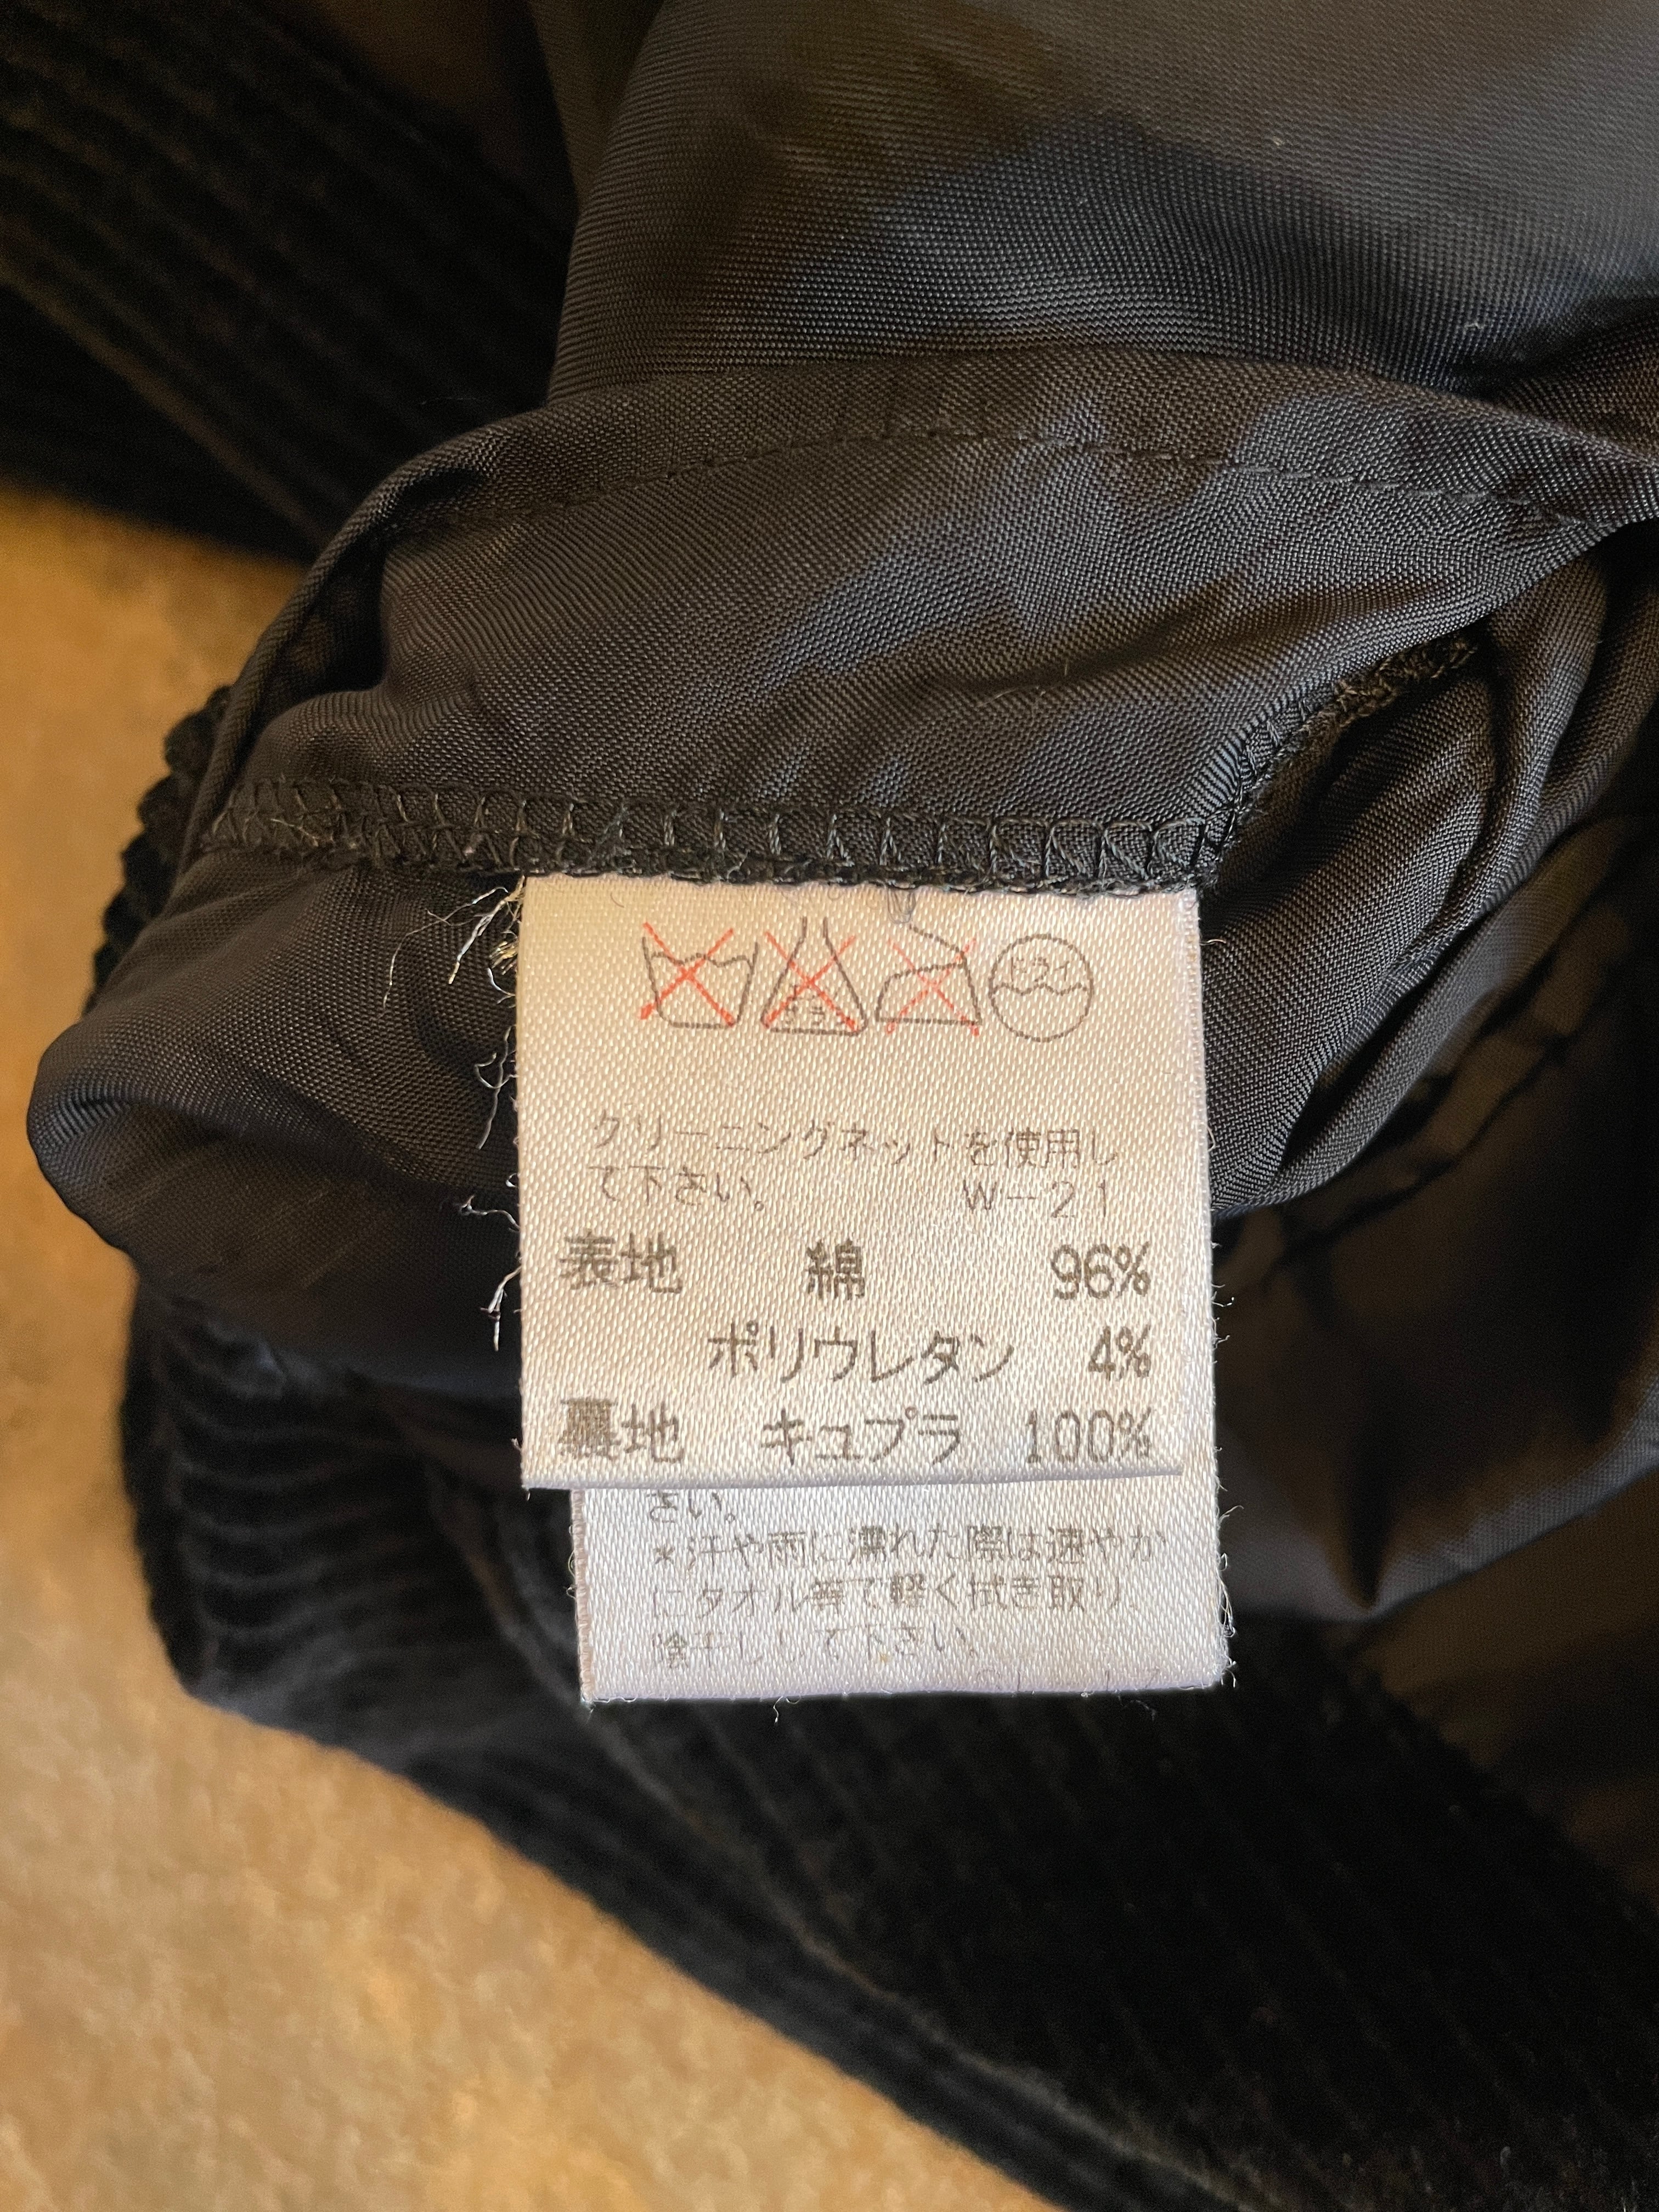 ドライ
クリーニングネットを使用し
て下さい。 W-21
表地 綿 96%
ポリウレタン 4%
裏地 キュプラ 100%
さい。
*汗や雨に濡れた際は速やか
にタオル等で軽く拭き取り
陰干しして下さい。